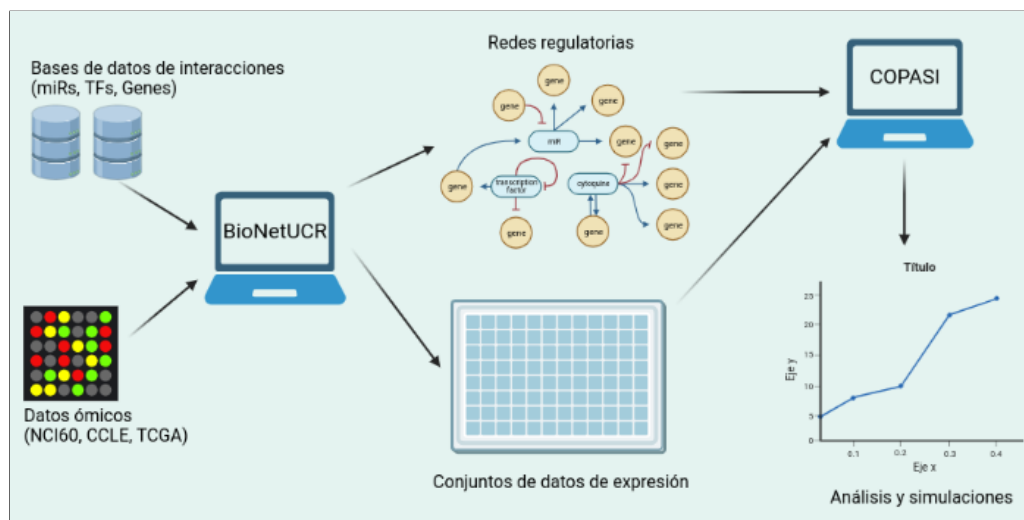 Bases de datos de interacciones
(miRs, TFs, Genes)
BioNetUCR
Datos ómicos
(NCI60, CCLE, TCGA)
Redes regulatorias
gene
gene
gene
miR
gene
gene
gene
transcription
factor
cytoquine
gene
gene
gene
gene
gene
Conjuntos de datos de expresión
COPASI
Título
Eje y
25
20
15
10
5
0
0.1
0.2
0.3
0.4
Eje x
Análisis y simulaciones